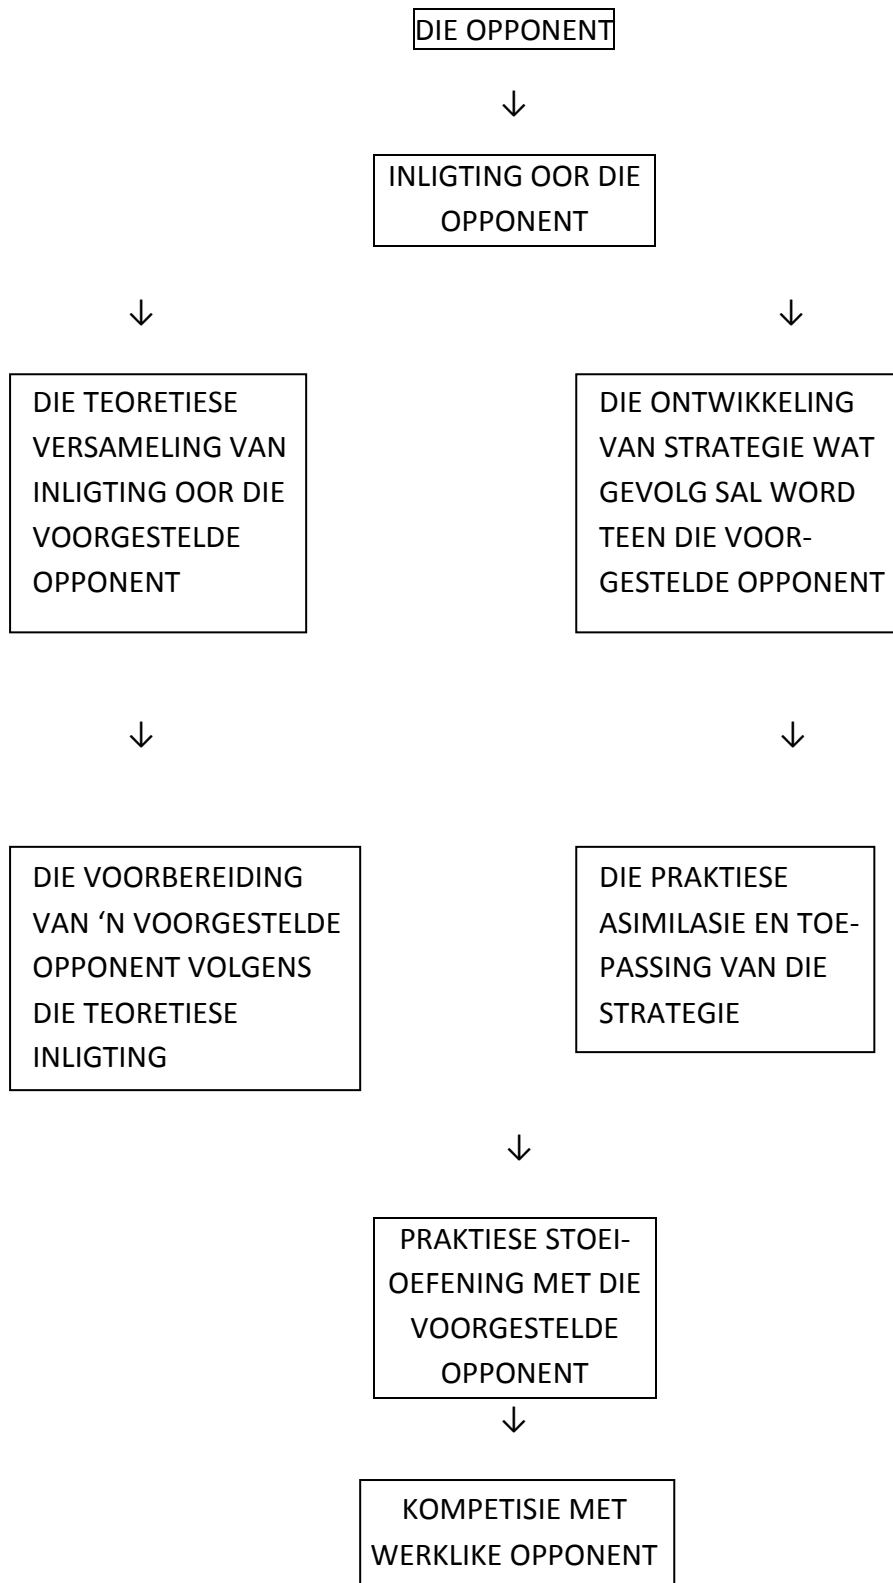 DIE OPPONENT
↓
INLIGTING OOR DIE
OPPONENT
↓
↓
DIE TEORETIESE
VERSAMELING VAN
INLIGTING OOR DIE
VOORGESTELDE
OPPONENT
DIE ONTWIKKELING
VAN STRATEGIE WAT
GEVOLG SAL WORD
TEEN DIE VOOR-
GESTELDE OPPONENT
↓
↓
DIE VOORBEREIDING
VAN ‘N VOORGESTELDE
OPPONENT VOLGENS
DIE TEORETIESE
INLIGTING
DIE PRAKTIESE
ASIMILASIE EN TOE-
PASSING VAN DIE
STRATEGIE
↓
PRAKTIESE STOEI-
OEFENING MET DIE
VOORGESTELDE
OPPONENT
↓
KOMPETISIE MET
WERKLIKE OPPONENT